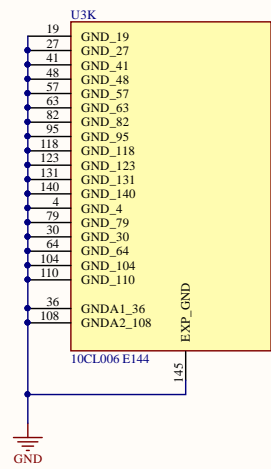 U3K
19 GND_19
27 GND_27
41 GND_41
48 GND_48
57 GND_57
63 GND_63
82 GND_82
95 GND_95
118 GND_118
123 GND_123
131 GND_131
140 GND_140
4 GND_4
79 GND_79
30 GND_30
64 GND_64
104 GND_104
110 GND_110
36 GNDA1_36
108 GNDA2_108
EXP_GND
10CL006 E144
145
GND